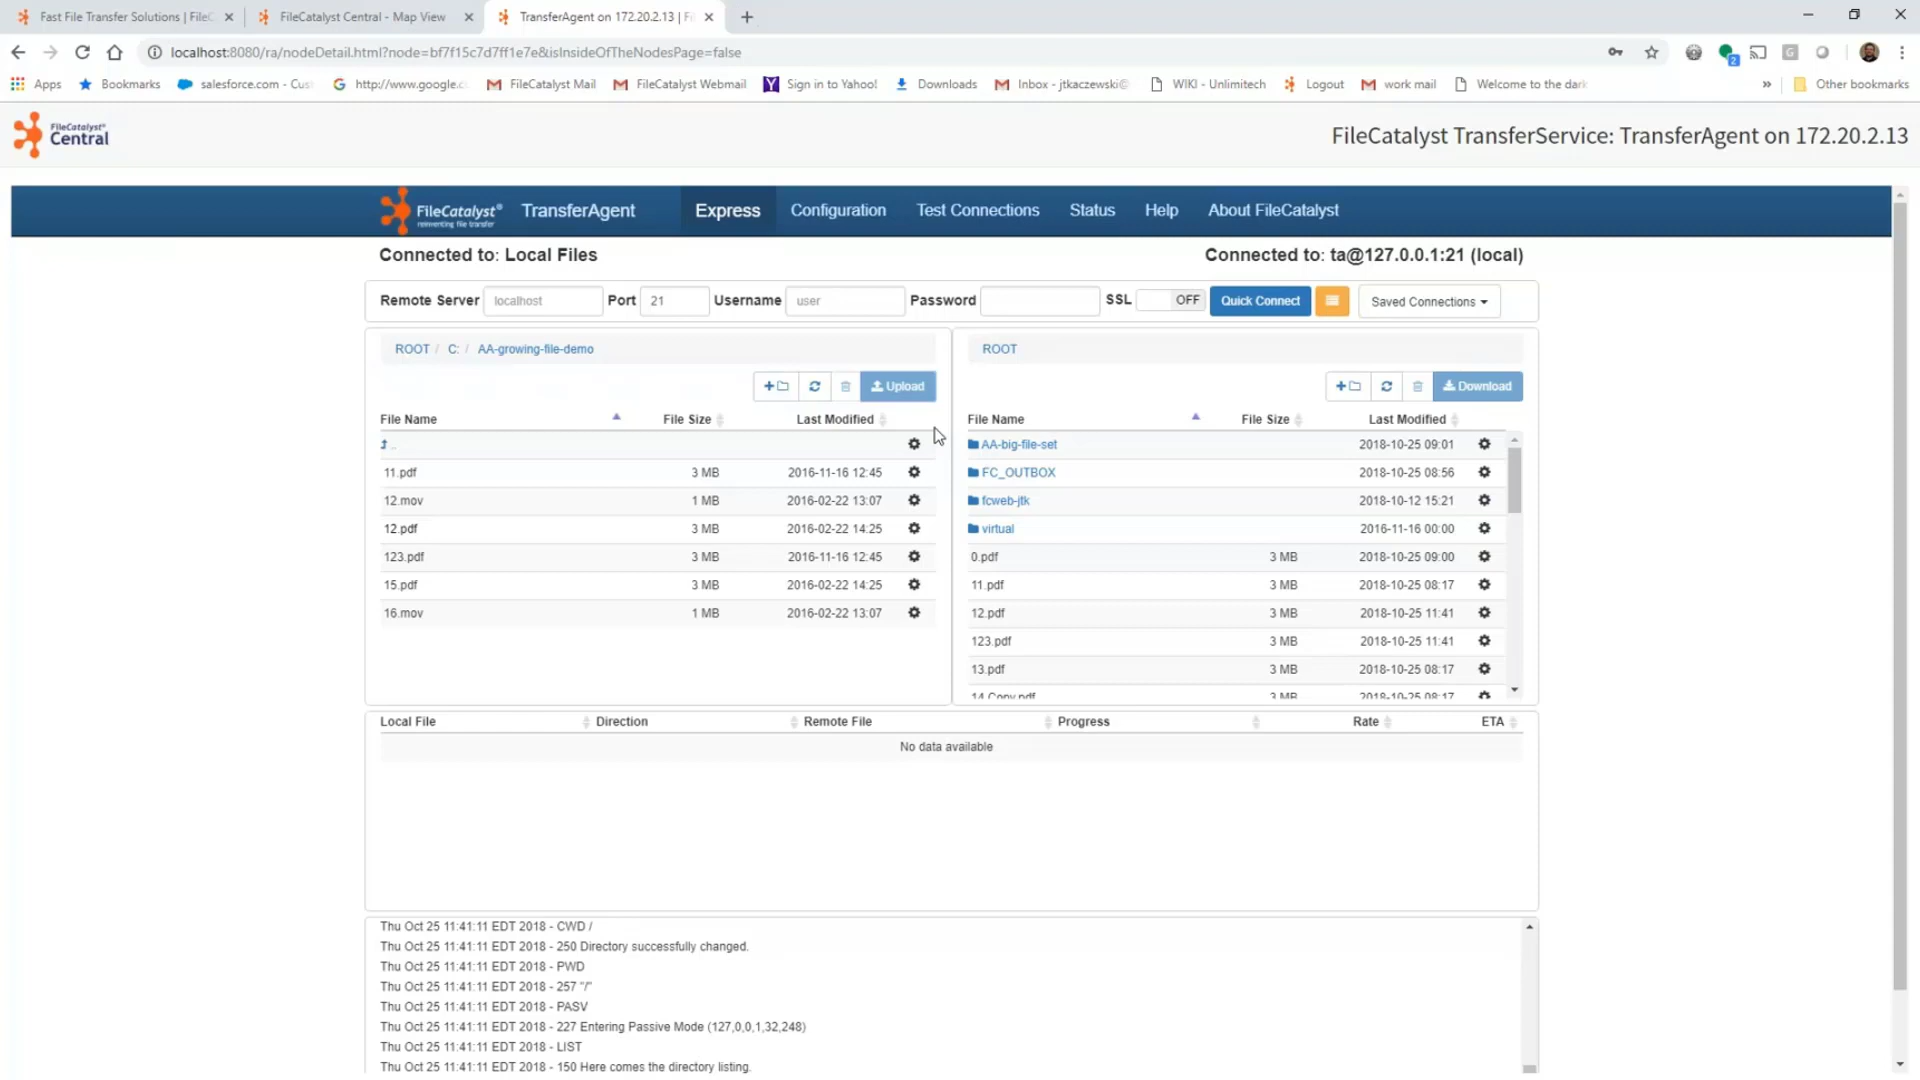 Fast File Transfer Solutions | FileC
FileCatalyst Central - Map View
TransferAgent on 172.20.2.13 | Fi
localhost:8080/ra/nodeDetail.html?node=bf7f15c7d7ff1e7e&isInsideOfTheNodesPage=false
2
Apps
Bookmarks
salesforce.com - Cus
http://www.google.c
FileCatalyst Mail
FileCatalyst Webmail
Sign in to Yahoo!
Downloads
Inbox - jtkaczewski@
WIKI - Unlimitech
Logout
work mail
Welcome to the dark
»
Other bookmarks
FileCatalyst®
Central
FileCatalyst TransferService: TransferAgent on 172.20.2.13
FileCatalyst®
reinventing file transfer
TransferAgent
Express
Configuration
Test Connections
Status
Help
About FileCatalyst
Connected to: Local Files
Connected to: ta@127.0.0.1:21 (local)
Remote Server localhost Port 21 Username user Password SSL OFF Quick Connect Saved Connections
ROOT / C: / AA-growing-file-demo
Upload
File Name File Size Last Modified
..
11.pdf 3 MB 2016-11-16 12:45
12.mov 1 MB 2016-02-22 13:07
12.pdf 3 MB 2016-02-22 14:25
123.pdf 3 MB 2016-11-16 12:45
15.pdf 3 MB 2016-02-22 14:25
16.mov 1 MB 2016-02-22 13:07
ROOT
Download
File Name File Size Last Modified
AA-big-file-set 2018-10-25 09:01
FC_OUTBOX 2018-10-25 08:56
fcweb-jtk 2018-10-12 15:21
virtual 2016-11-16 00:00
0.pdf 3 MB 2018-10-25 09:00
11.pdf 3 MB 2018-10-25 08:17
12.pdf 3 MB 2018-10-25 11:41
123.pdf 3 MB 2018-10-25 11:41
13.pdf 3 MB 2018-10-25 08:17
14 Copy.pdf 3 MB 2018-10-25 08:17
Local File Direction Remote File Progress Rate ETA
No data available
Thu Oct 25 11:41:11 EDT 2018 - CWD /
Thu Oct 25 11:41:11 EDT 2018 - 250 Directory successfully changed.
Thu Oct 25 11:41:11 EDT 2018 - PWD
Thu Oct 25 11:41:11 EDT 2018 - 257 "/"
Thu Oct 25 11:41:11 EDT 2018 - PASV
Thu Oct 25 11:41:11 EDT 2018 - 227 Entering Passive Mode (127,0,0,1,32,248)
Thu Oct 25 11:41:11 EDT 2018 - LIST
Thu Oct 25 11:41:11 EDT 2018 - 150 Here comes the directory listing.